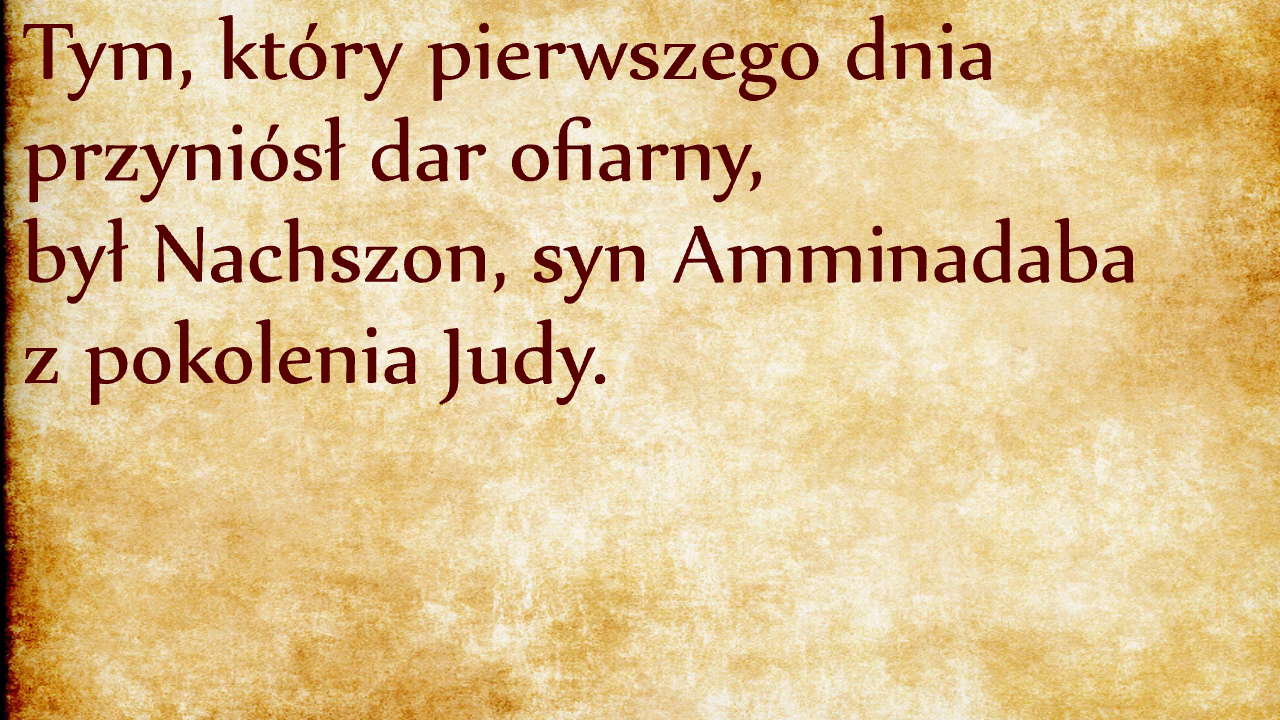 Tym, który pierwszego dnia
przyniósł dar ofiarny,
był Nachszon, syn Amminadaba
z pokolenia Judy.